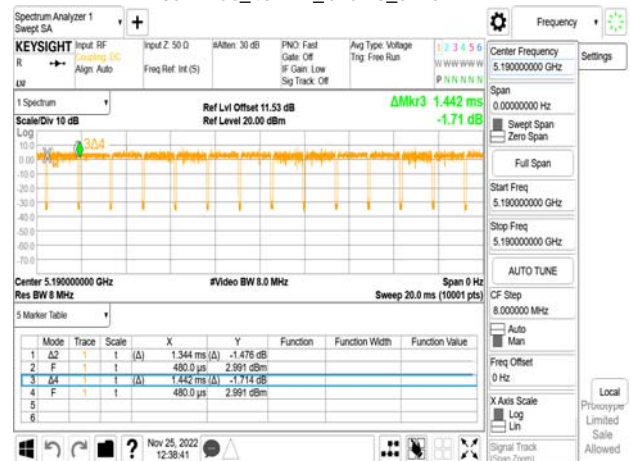 Spectrum Analyzer 1
Swept SA
Frequency
KEYSIGHT
R
Input: RF
Coupling: DC
Align: Auto
Input Z: 50 Ω
Freq Ref: Int (S)
#Atten: 30 dB
PNO: Fast
Gate: Off
IF Gain: Low
Sig Track: Off
Avg Type: Voltage
Trig: Free Run
1 2 3 4 5 6
W W W W W W
P N N N N N
1 Spectrum
Scale/Div 10 dB
Ref Lvl Offset 11.53 dB
Ref Level 20.00 dBm
ΔMkr3 1.442 ms
-1.71 dB
Log
10.0
0.00
-10.0
-20.0
-30.0
-40.0
-50.0
-60.0
-70.0
3Δ4
Center 5.190000000 GHz
Res BW 8 MHz
#Video BW 8.0 MHz
Span 0 Hz
Sweep 20.0 ms (10001 pts)
5 Marker Table
Mode Trace Scale X Y Function Function Width Function Value
1 Δ2 1 t (Δ) 1.344 ms (Δ) -1.476 dB
2 F 1 t 480.0 µs 2.991 dBm
3 Δ4 1 t (Δ) 1.442 ms (Δ) -1.714 dB
4 F 1 t 480.0 µs 2.991 dBm
5
6
Nov 25, 2022
12:38:41
Center Frequency
5.190000000 GHz
Settings
Span
0.00000000 Hz
Swept Span
Zero Span
Full Span
Start Freq
5.190000000 GHz
Stop Freq
5.190000000 GHz
AUTO TUNE
CF Step
8.000000 MHz
Auto
Man
Freq Offset
0 Hz
X Axis Scale
Log
Lin
Signal Track
(Span Zoom)
Local
Prototype
Limited
Sale
Allowed